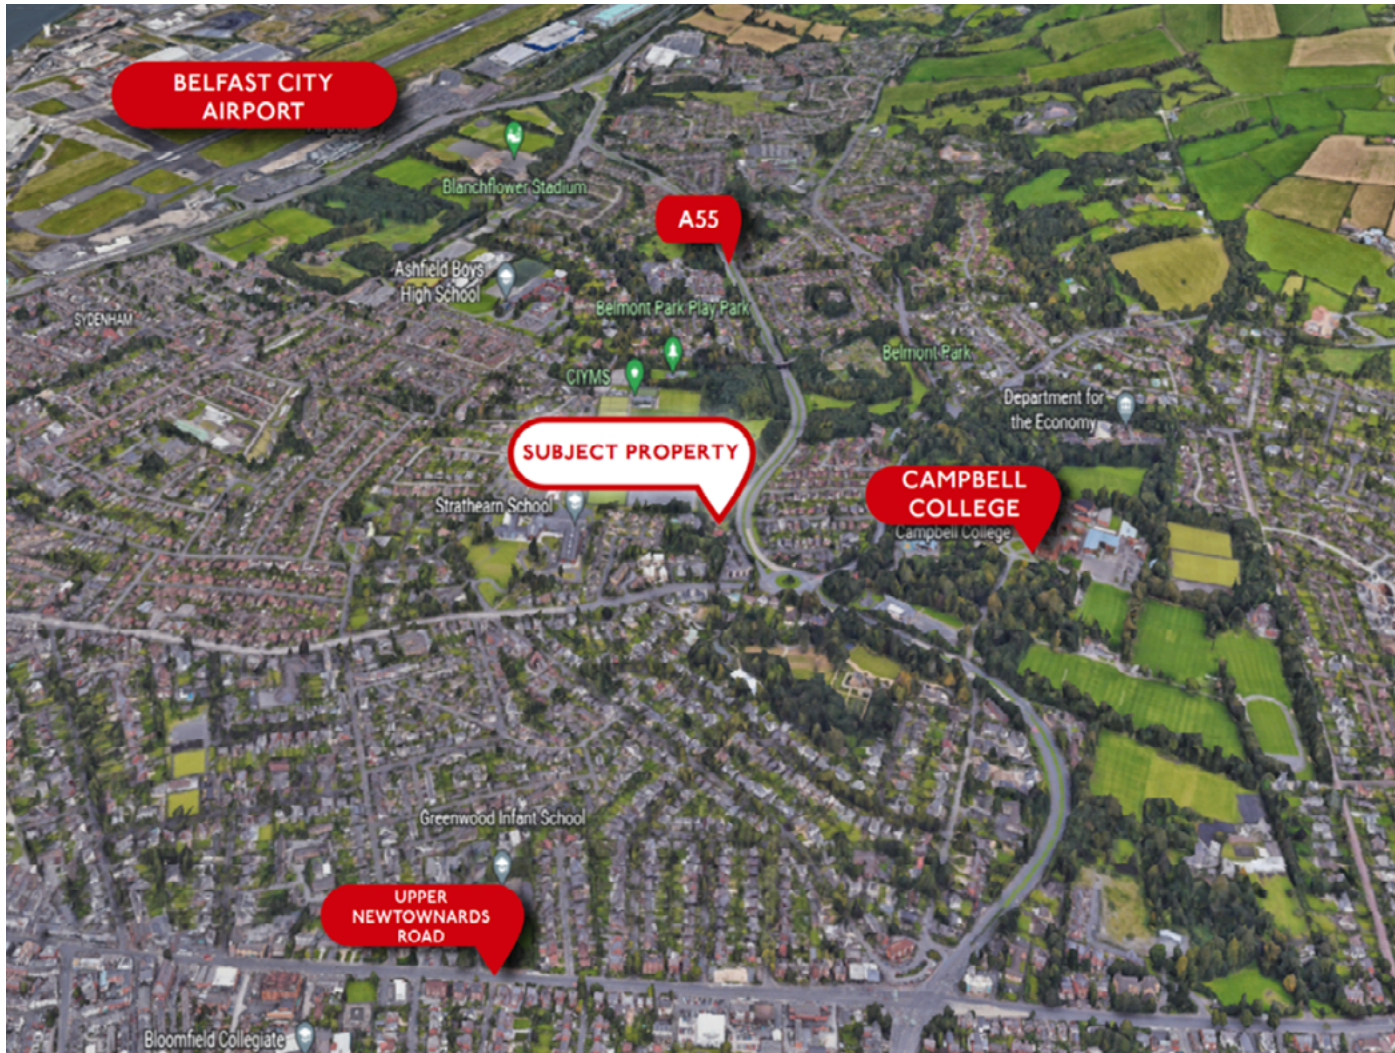 BELFAST CITY
AIRPORT
Blanchflower Stadium
A55
Ashfield Boys
High School
Belmont Park Play Park
SYDENHAM
Belmont Park
CIYMS
Department for
the Economy
SUBJECT PROPERTY
CAMPBELL
COLLEGE
Strathearn School
Campbell College
Greenwood Infant School
UPPER
NEWTOWNARDS
ROAD
Bloomfield Collegiate